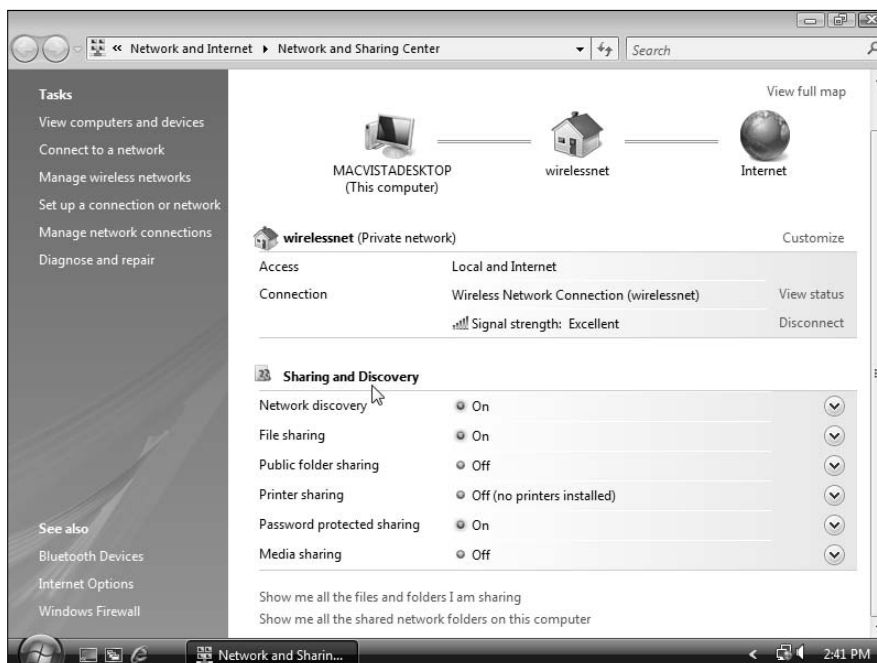 « Network and Internet ▸ Network and Sharing Center
Search
Tasks
View computers and devices
Connect to a network
Manage wireless networks
Set up a connection or network
Manage network connections
Diagnose and repair
See also
Bluetooth Devices
Internet Options
Windows Firewall
View full map
MACVISTADESKTOP
(This computer)
wirelessnet
Internet
wirelessnet (Private network)
Customize
Access
Local and Internet
Connection
Wireless Network Connection (wirelessnet)
View status
Signal strength: Excellent
Disconnect
Sharing and Discovery
Network discovery
On
File sharing
On
Public folder sharing
Off
Printer sharing
Off (no printers installed)
Password protected sharing
On
Media sharing
Off
Show me all the files and folders I am sharing
Show me all the shared network folders on this computer
Network and Sharin...
2:41 PM